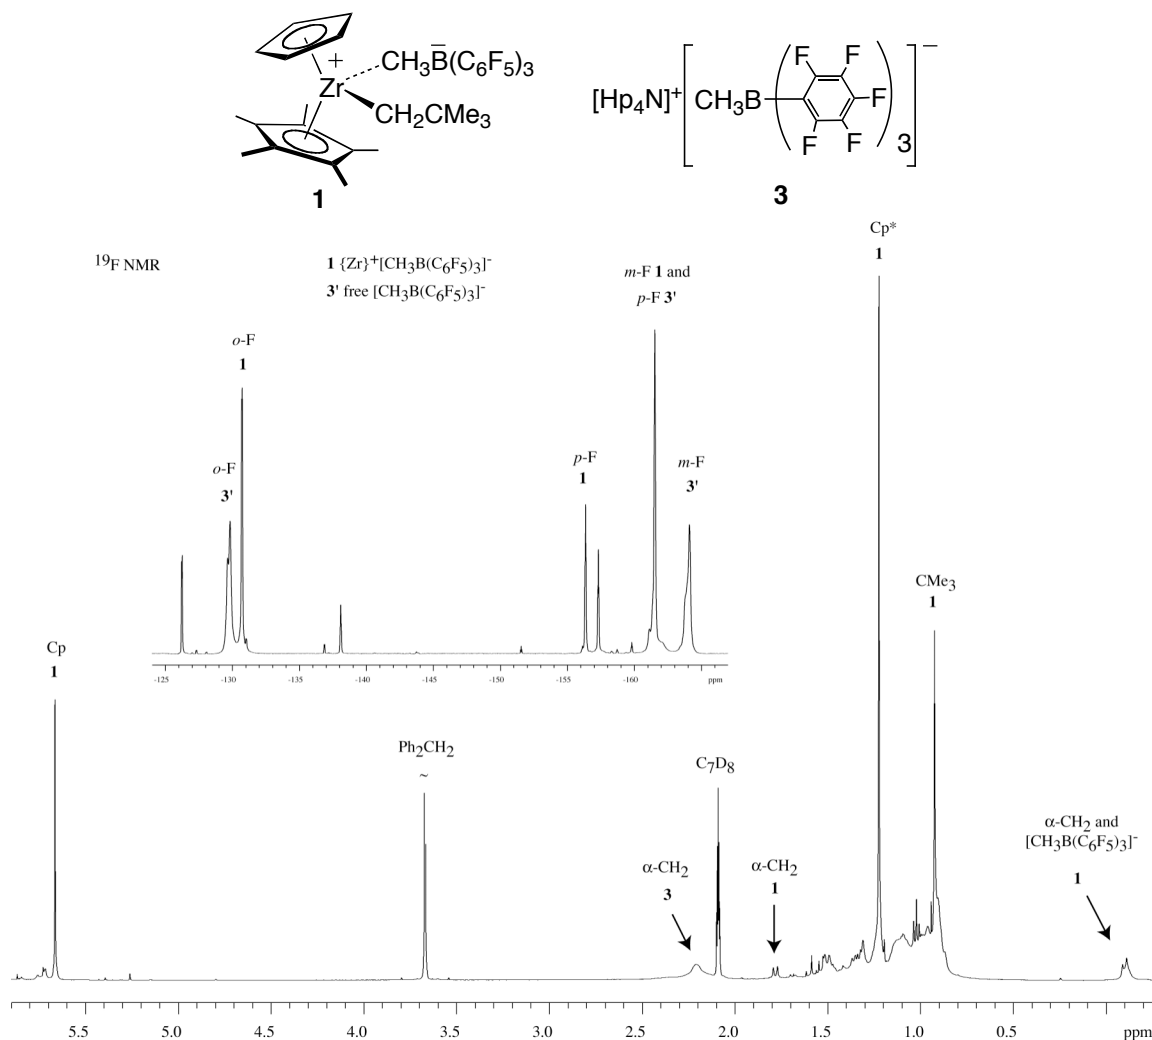 +
Zr
CH3B̄(C6F5)3
CH2CMe3
1
[Hp4N]+
CH3B
F
F
F
F
F
3
−
3
19F NMR
1 {Zr}+[CH3B(C6F5)3]-
3' free [CH3B(C6F5)3]-
o-F
3'
o-F
1
p-F
1
m-F 1 and
p-F 3'
m-F
3'
-125
-130
-135
-140
-145
-150
-155
-160
ppm
Cp
1
Ph2CH2
~
α-CH2
3
C7D8
α-CH2
1
Cp*
1
CMe3
1
α-CH2 and
[CH3B(C6F5)3]-
1
5.5
5.0
4.5
4.0
3.5
3.0
2.5
2.0
1.5
1.0
0.5
ppm